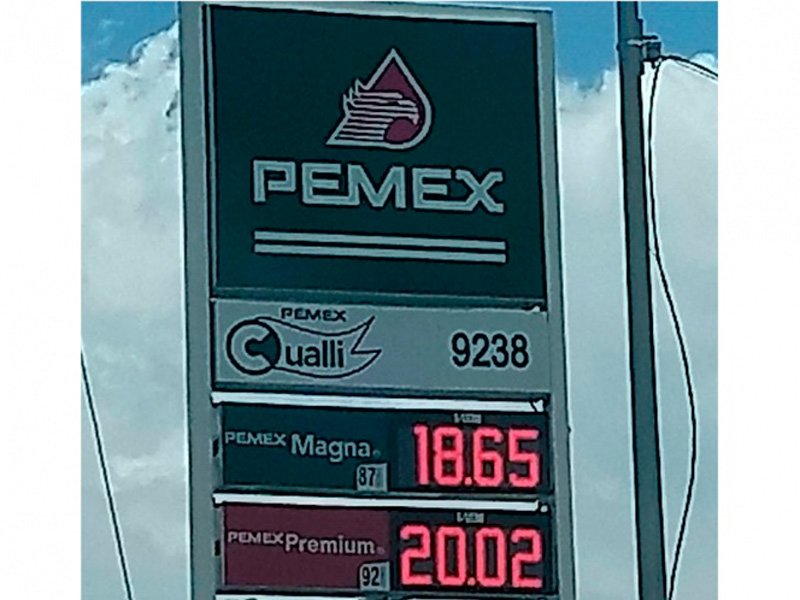 PEMEX
PEMEX
Cualli 9238
PEMEX Magna 87 18.65
PEMEX Premium 92 20.02